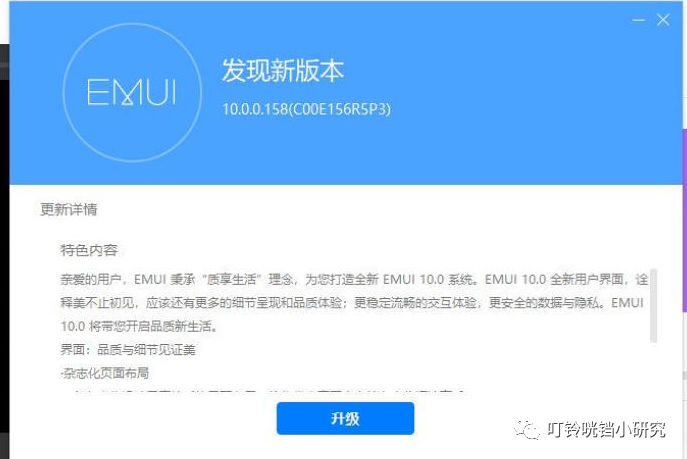 EMUI
发现新版本
10.0.0.158(C00E156R5P3)
更新详情
特色内容
亲爱的用户，EMUI 秉承“质享生活”理念，为您打造全新 EMUI 10.0 系统。EMUI 10.0 全新用户界面，诠
释美不止初见，应该还有更多的细节呈现和品质体验；更稳定流畅的交互体验，更安全的数据与隐私。EMUI
10.0 将带您开启品质新生活。
界面：品质与细节见证美
·杂志化页面布局
升级
叮铃咣铛小研究